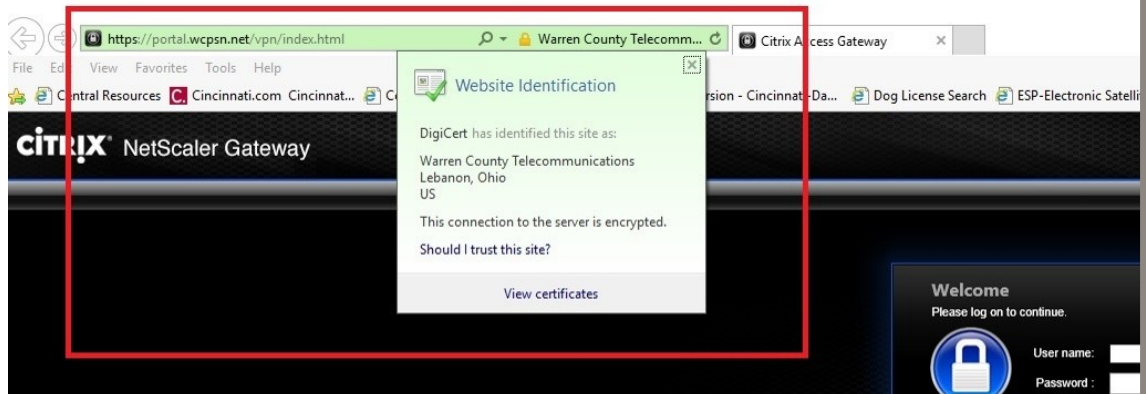 https://portal.wcpsn.net/vpn/index.html
Warren County Telecomm...
Citrix Access Gateway
File Edit View Favorites Tools Help
Central Resources Cincinnati.com Cincinnat... rsion - Cincinnati-Da... Dog License Search ESP-Electronic Satelli
CİTRIX NetScaler Gateway
Website Identification
DigiCert has identified this site as:
Warren County Telecommunications
Lebanon, Ohio
US
This connection to the server is encrypted.
Should I trust this site?
View certificates
Welcome
Please log on to continue.
User name:
Password :